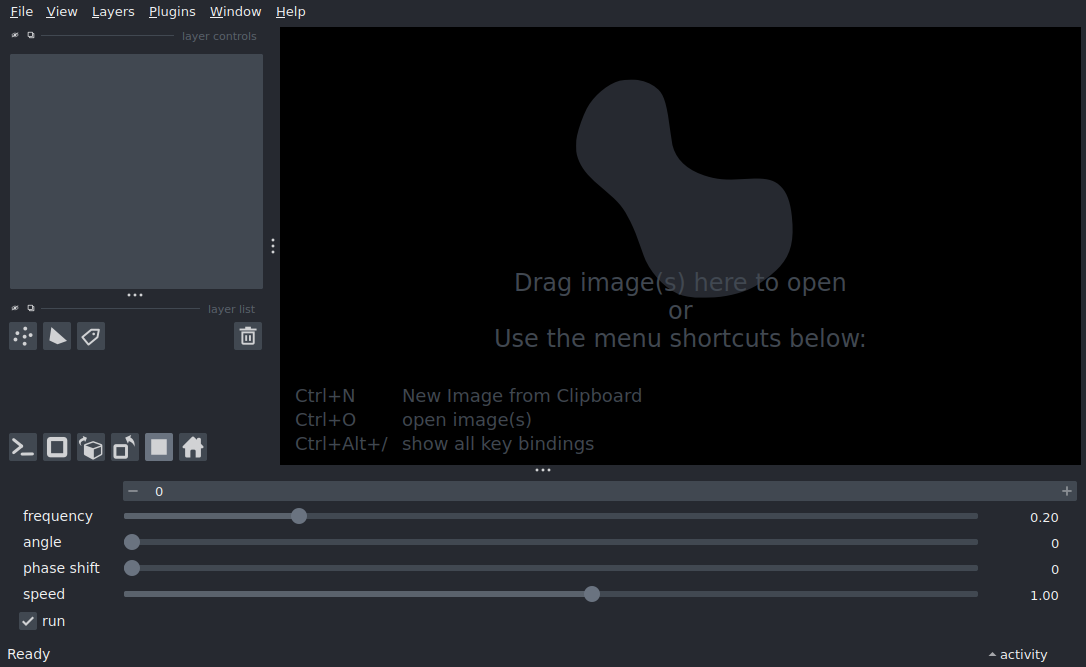 File View Layers Plugins Window Help
layer controls
layer list
Drag image(s) here to open
or
Use the menu shortcuts below:
Ctrl+N New Image from Clipboard
Ctrl+O open image(s)
Ctrl+Alt+/ show all key bindings
0
frequency 0.20
angle 0
phase shift 0
speed 1.00
run
Ready activity